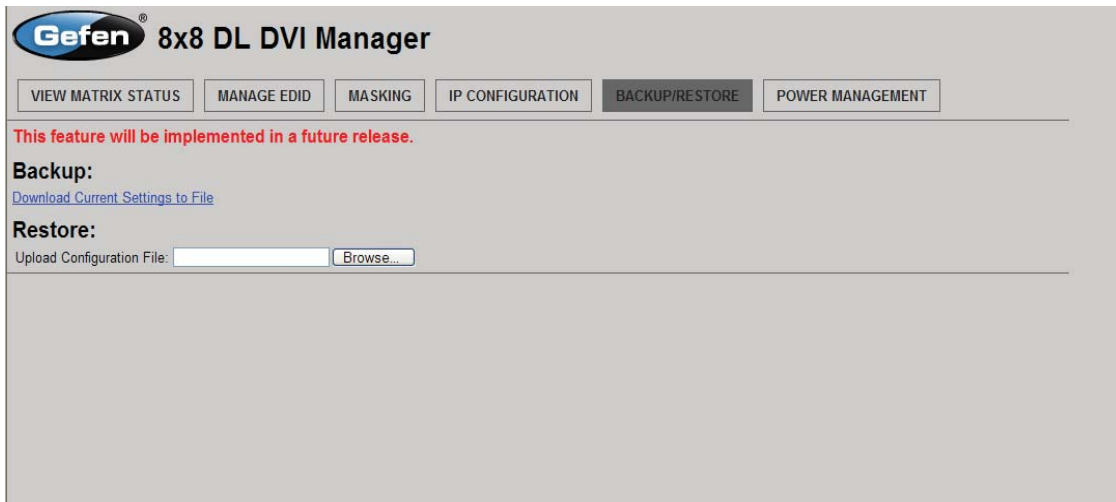 Gefen® 8x8 DL DVI Manager
VIEW MATRIX STATUS MANAGE EDID MASKING IP CONFIGURATION BACKUP/RESTORE POWER MANAGEMENT
This feature will be implemented in a future release.
Backup:
Download Current Settings to File
Restore:
Upload Configuration File: Browse...